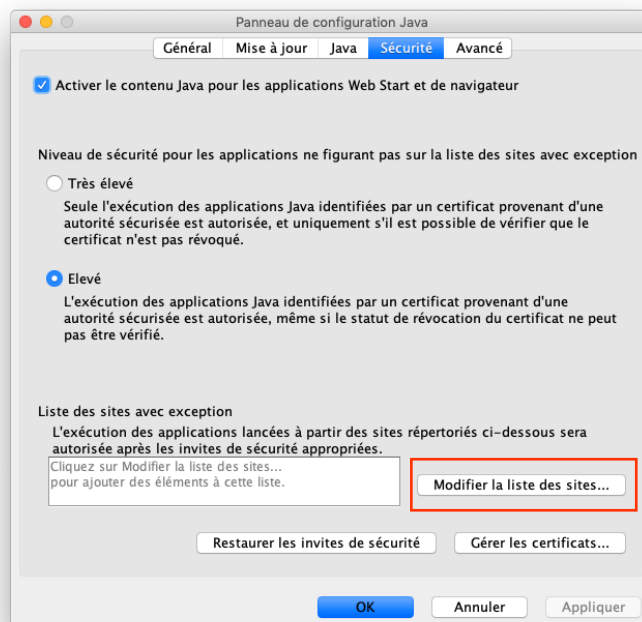 Panneau de configuration Java
Général Mise à jour Java Sécurité Avancé
Activer le contenu Java pour les applications Web Start et de navigateur
Niveau de sécurité pour les applications ne figurant pas sur la liste des sites avec exception
Très élevé
Seule l'exécution des applications Java identifiées par un certificat provenant d'une
autorité sécurisée est autorisée, et uniquement s'il est possible de vérifier que le
certificat n'est pas révoqué.
Elevé
L'exécution des applications Java identifiées par un certificat provenant d'une
autorité sécurisée est autorisée, même si le statut de révocation du certificat ne peut
pas être vérifié.
Liste des sites avec exception
L'exécution des applications lancées à partir des sites répertoriés ci-dessous sera
autorisée après les invites de sécurité appropriées.
Cliquez sur Modifier la liste des sites...
pour ajouter des éléments à cette liste.
Modifier la liste des sites...
Restaurer les invites de sécurité Gérer les certificats...
OK Annuler Appliquer